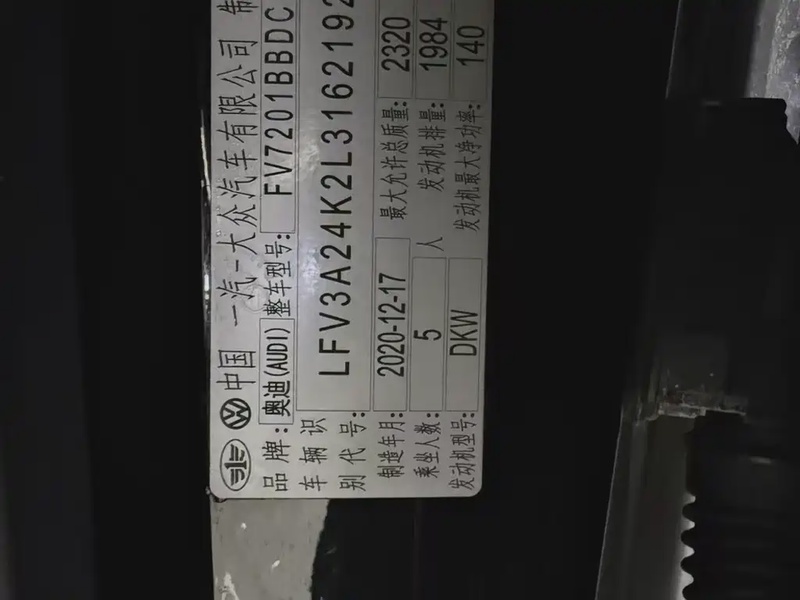 中国 一汽-大众汽车有限公司 制
品牌: 奥迪(AUDI) 整车型号: FV7201BBDC
车辆识别代号: LFV3A24K2L3162192
制造年月: 2020-12-17 最大允许总质量: 2320
乘坐人数: 5 人 发动机排量: 1984
发动机型号: DKW 发动机最大净功率: 140